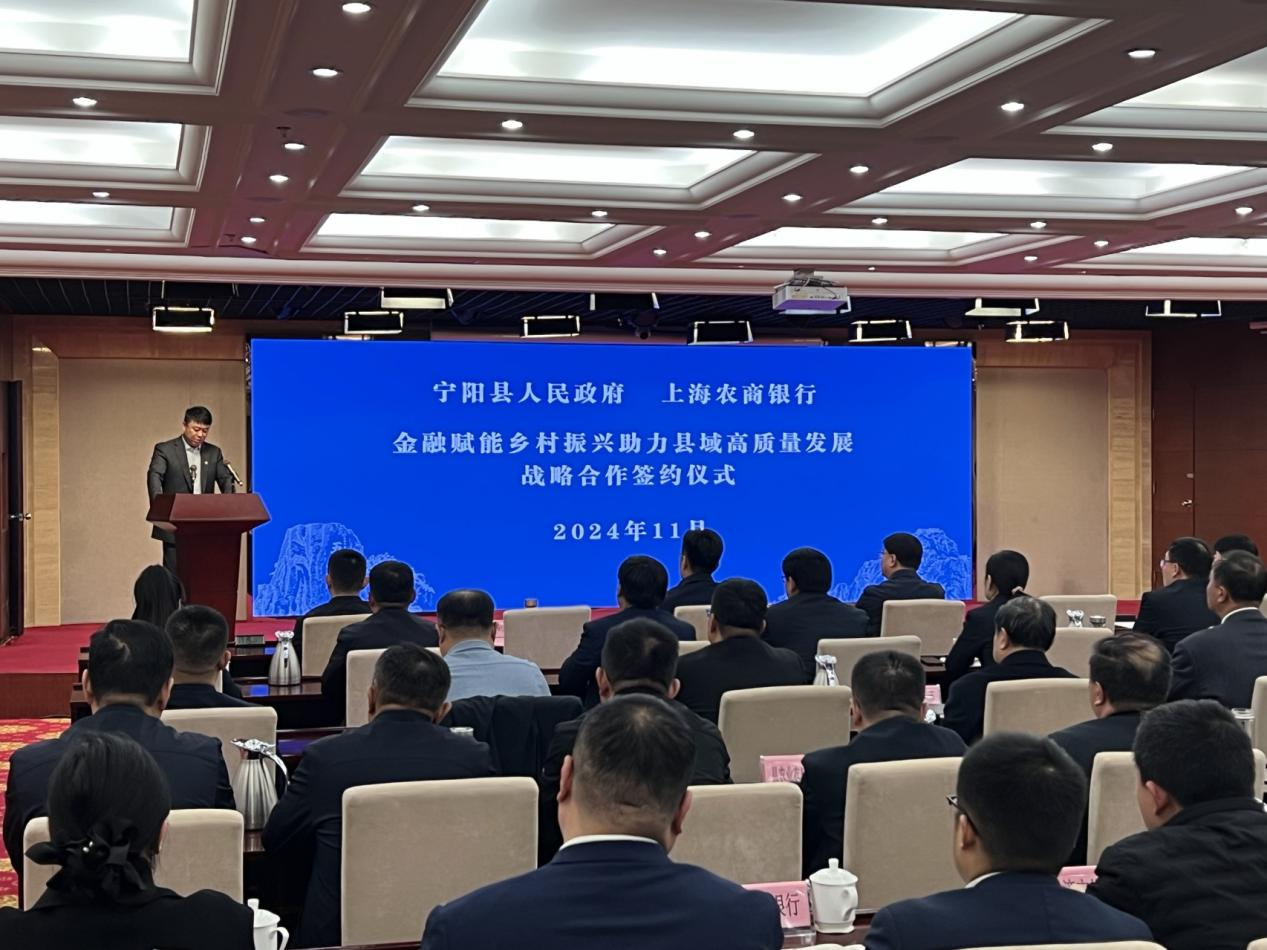 宁阳县人民政府 上海农商银行
金融赋能乡村振兴助力县域高质量发展
战略合作签约仪式
2024年11月
银行